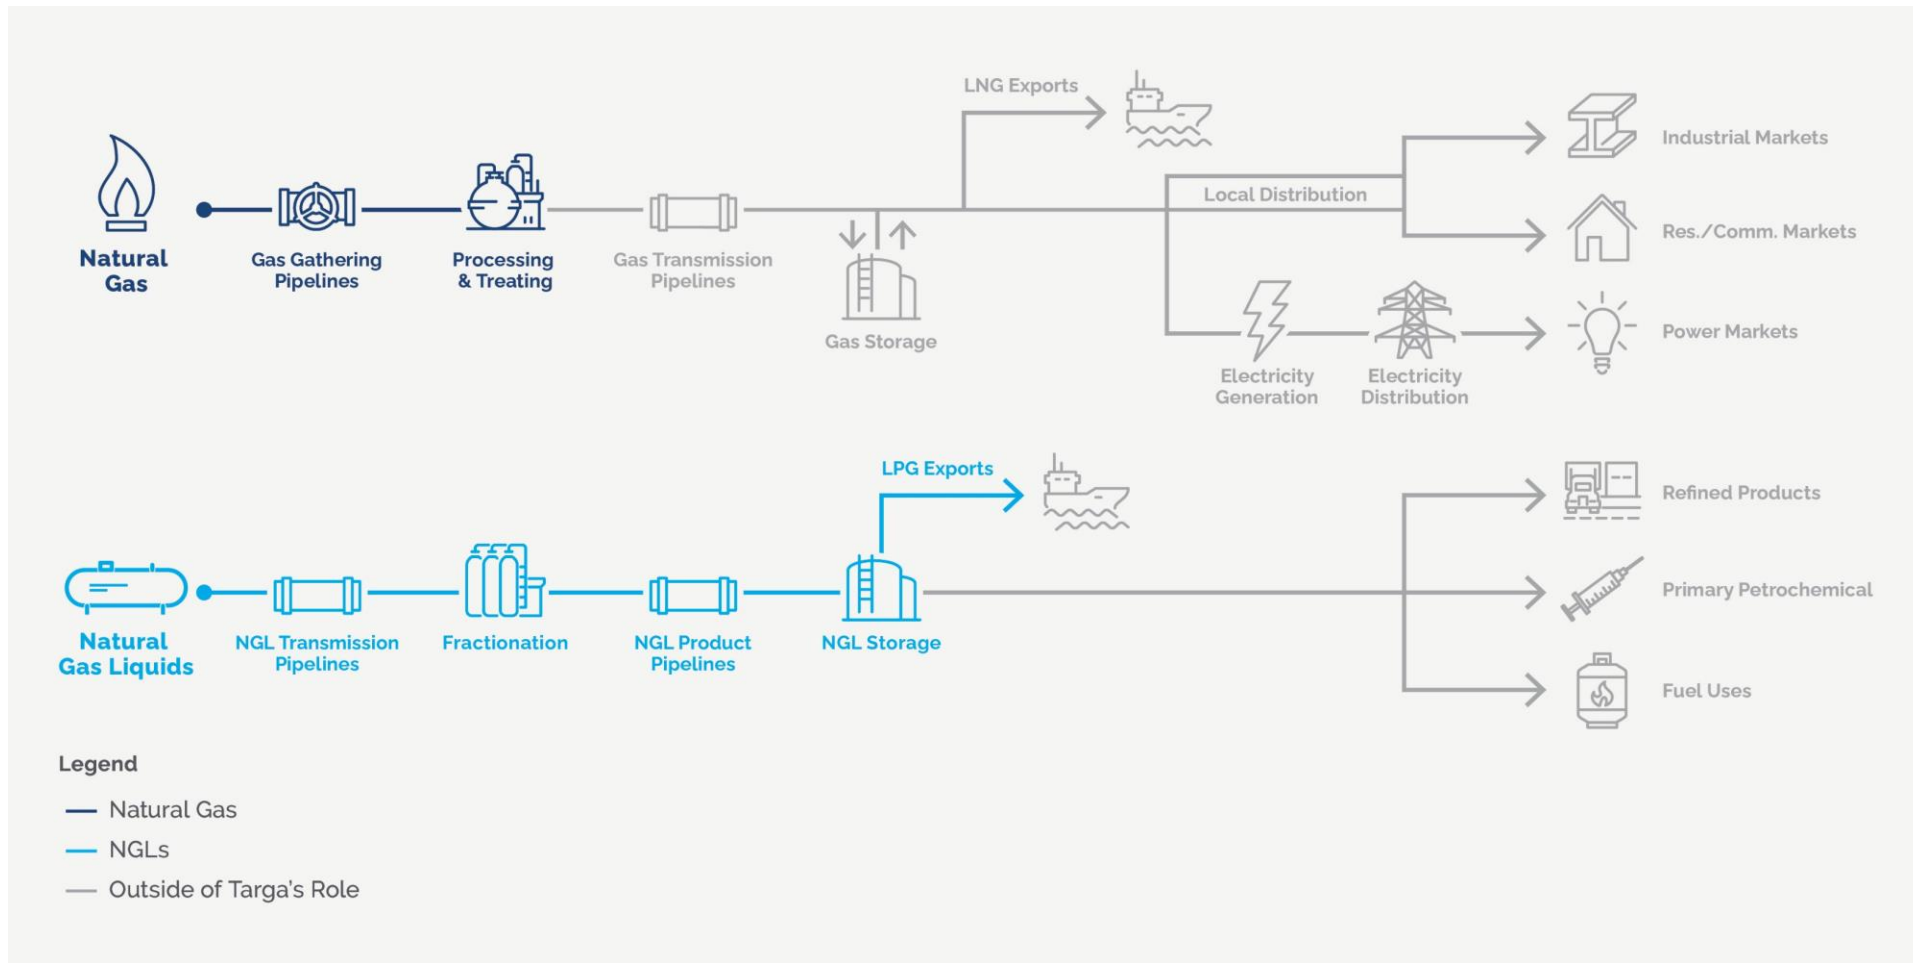 LNG Exports
Industrial Markets
Local Distribution
Res./Comm. Markets
Natural
Gas
Gas Gathering
Pipelines
Processing
& Treating
Gas Transmission
Pipelines
Gas Storage
Power Markets
Electricity
Generation
Electricity
Distribution
LPG Exports
Refined Products
Primary Petrochemical
Natural
Gas Liquids
NGL Transmission
Pipelines
Fractionation
NGL Product
Pipelines
NGL Storage
Fuel Uses
Legend
Natural Gas
NGLs
Outside of Targa's Role